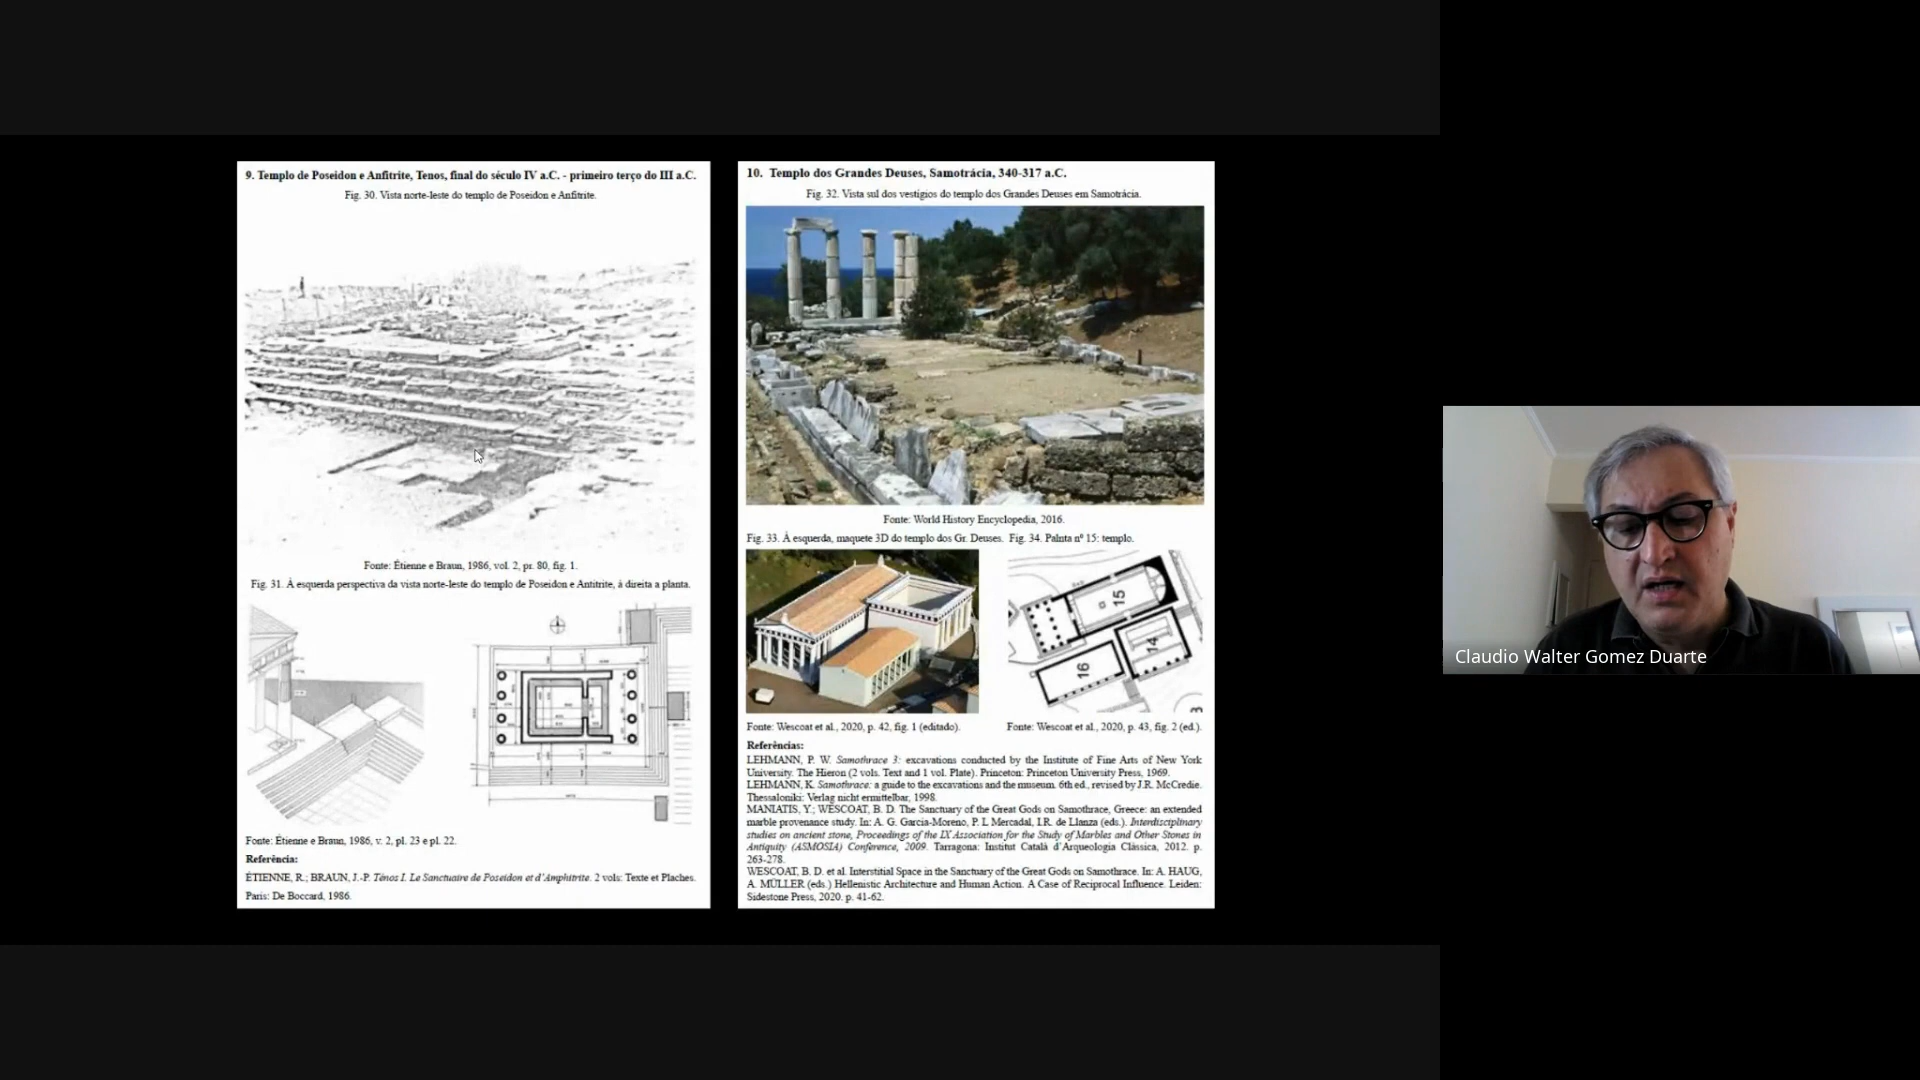 9. Templo de Poseidon e Anfitrite, Tenos, final do século IV a.C. - primeiro terço do III a.C.
Fig. 30. Vista norte-leste do templo de Poseidon e Anfitrite.
Fonte: Étienne e Braun, 1986, vol. 2, pr. 80, fig. 1.
Fig. 31. À esquerda perspectiva da vista norte-leste do templo de Poseidon e Antitrite, à direita a planta.
Fonte: Étienne e Braun, 1986, v. 2, pl. 23 e pl. 22.
Referência:
ÉTIENNE, R.; BRAUN, J.-P. Ténos I. Le Sanctuaire de Poseidon et d'Amphitrite. 2 vols: Texte et Plaches.
Paris: De Boccard, 1986.
10. Templo dos Grandes Deuses, Samotrácia, 340-317 a.C.
Fig. 32. Vista sul dos vestígios do templo dos Grandes Deuses em Samotrácia.
Fonte: World History Encyclopedia, 2016.
Fig. 33. À esquerda, maquete 3D do templo dos Gr. Deuses. Fig. 34. Palnta nº 15: templo.
15
14
16
Fonte: Wescoat et al., 2020, p. 42, fig. 1 (editado).
Fonte: Wescoat et al., 2020, p. 43, fig. 2 (ed.).
Referências:
LEHMANN, P. W. Samothrace 3: excavations conducted by the Institute of Fine Arts of New York
University. The Hieron (2 vols. Text and 1 vol. Plate). Princeton: Princeton University Press, 1969.
LEHMANN, K. Samothrace: a guide to the excavations and the museum. 6th ed., revised by J.R. McCredie.
Thessaloniki: Verlag nicht ermittelbar, 1998.
MANIATIS, Y.; WESCOAT, B. D. The Sanctuary of the Great Gods on Samothrace, Greece: an extended
marble provenance study. In: A. G. Garcia-Moreno, P. L Mercadal, I.R. de Llanza (eds.). Interdisciplinary
studies on ancient stone, Proceedings of the IX Association for the Study of Marbles and Other Stones in
Antiquity (ASMOSIA) Conference, 2009. Tarragona: Institut Català d'Arqueologia Clàssica, 2012. p.
263-278.
WESCOAT, B. D. et al. Interstitial Space in the Sanctuary of the Great Gods on Samothrace. In: A. HAUG,
A. MÜLLER (eds.) Hellenistic Architecture and Human Action. A Case of Reciprocal Influence. Leiden:
Sidestone Press, 2020. p. 41-62.
Claudio Walter Gomez Duarte